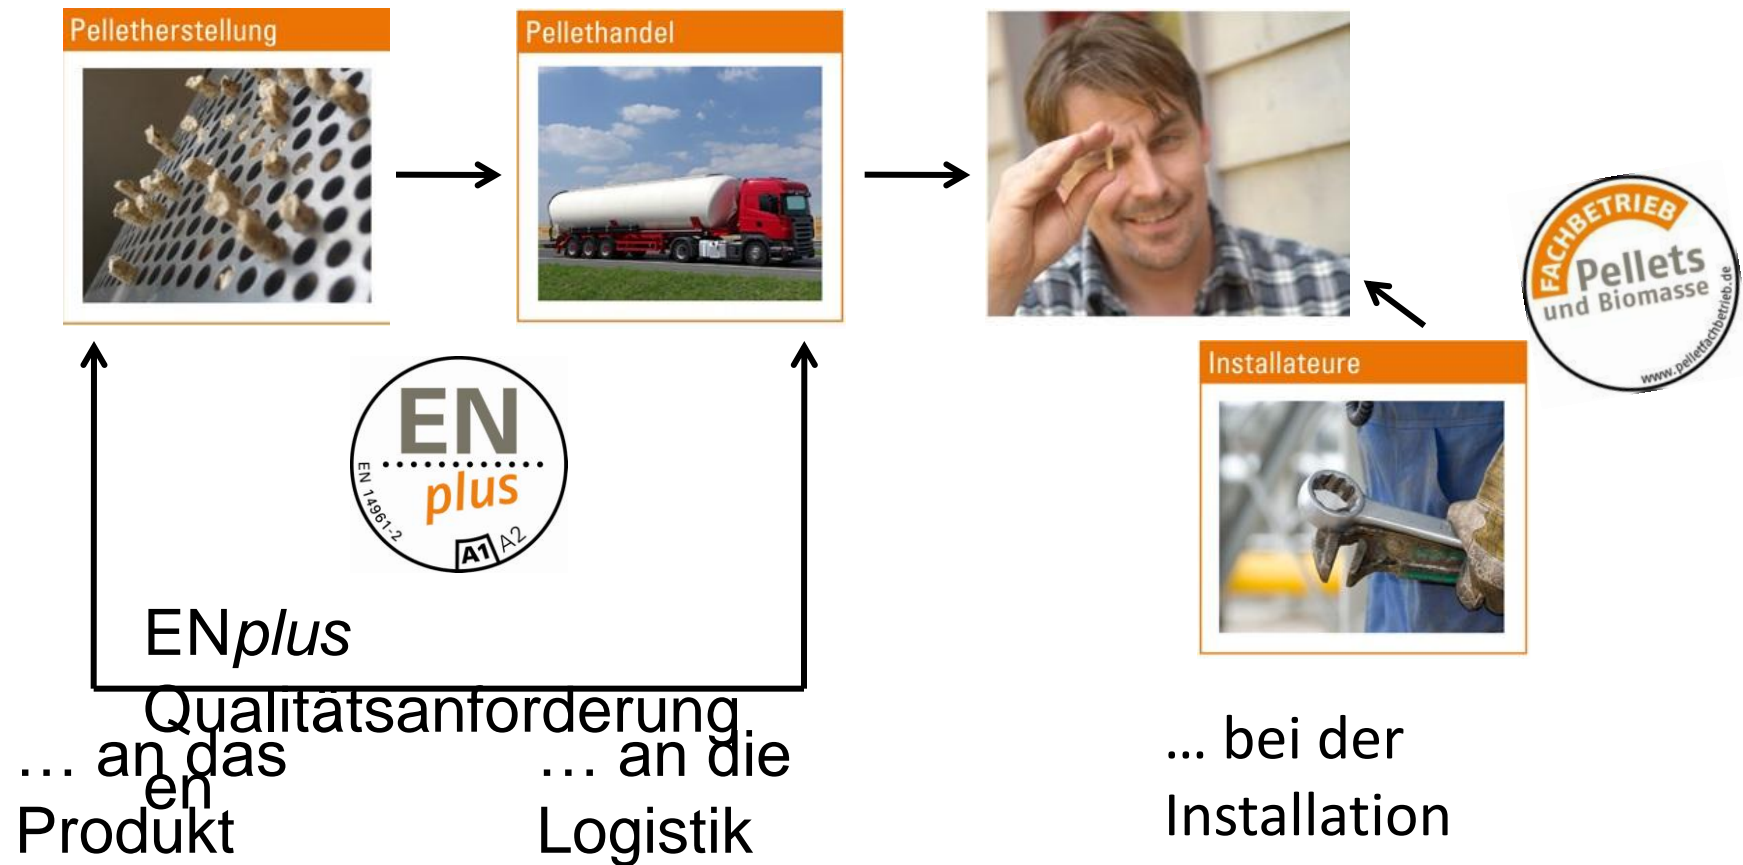 Pelletherstellung
Pellethandel
FACHBETRIEB
Pellets
und Biomasse
www.pelletfachbetrieb.de
Installateure
EN
plus
EN 14961-2
A1 A2
ENplus
Qualitätsanforderung
en
… an das
Produkt
… an die
Logistik
... bei der
Installation